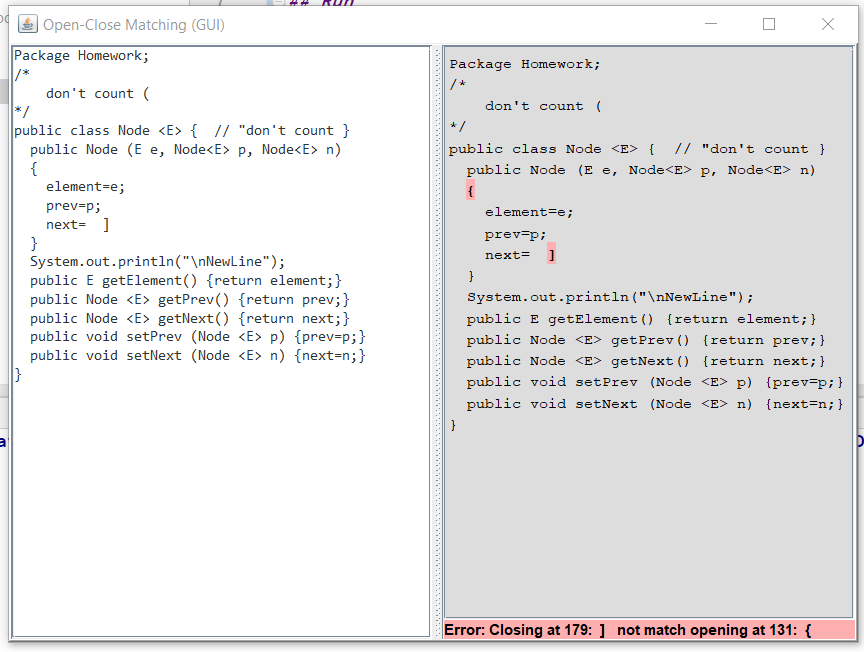 ## Run
Open-Close Matching (GUI)
Package Homework;
/*
    don't count (
*/
public class Node <E> {  // "don't count }
  public Node (E e, Node<E> p, Node<E> n)
  {
    element=e;
    prev=p;
    next=  ]
  }
  System.out.println("\nNewLine");
  public E getElement() {return element;}
  public Node <E> getPrev() {return prev;}
  public Node <E> getNext() {return next;}
  public void setPrev (Node <E> p) {prev=p;}
  public void setNext (Node <E> n) {next=n;}
}
Package Homework;
/*
    don't count (
*/
public class Node <E> {  // "don't count }
  public Node (E e, Node<E> p, Node<E> n)
  {
    element=e;
    prev=p;
    next=  ]
  }
  System.out.println("\nNewLine");
  public E getElement() {return element;}
  public Node <E> getPrev() {return prev;}
  public Node <E> getNext() {return next;}
  public void setPrev (Node <E> p) {prev=p;}
  public void setNext (Node <E> n) {next=n;}
}
Error: Closing at 179:  ]   not match opening at 131:  {